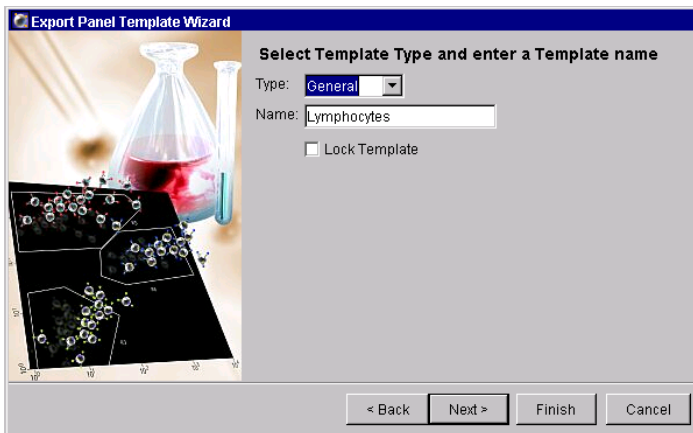 Export Panel Template Wizard
Select Template Type and enter a Template name
Type: General
Name: Lymphocytes
Lock Template
< Back Next > Finish Cancel